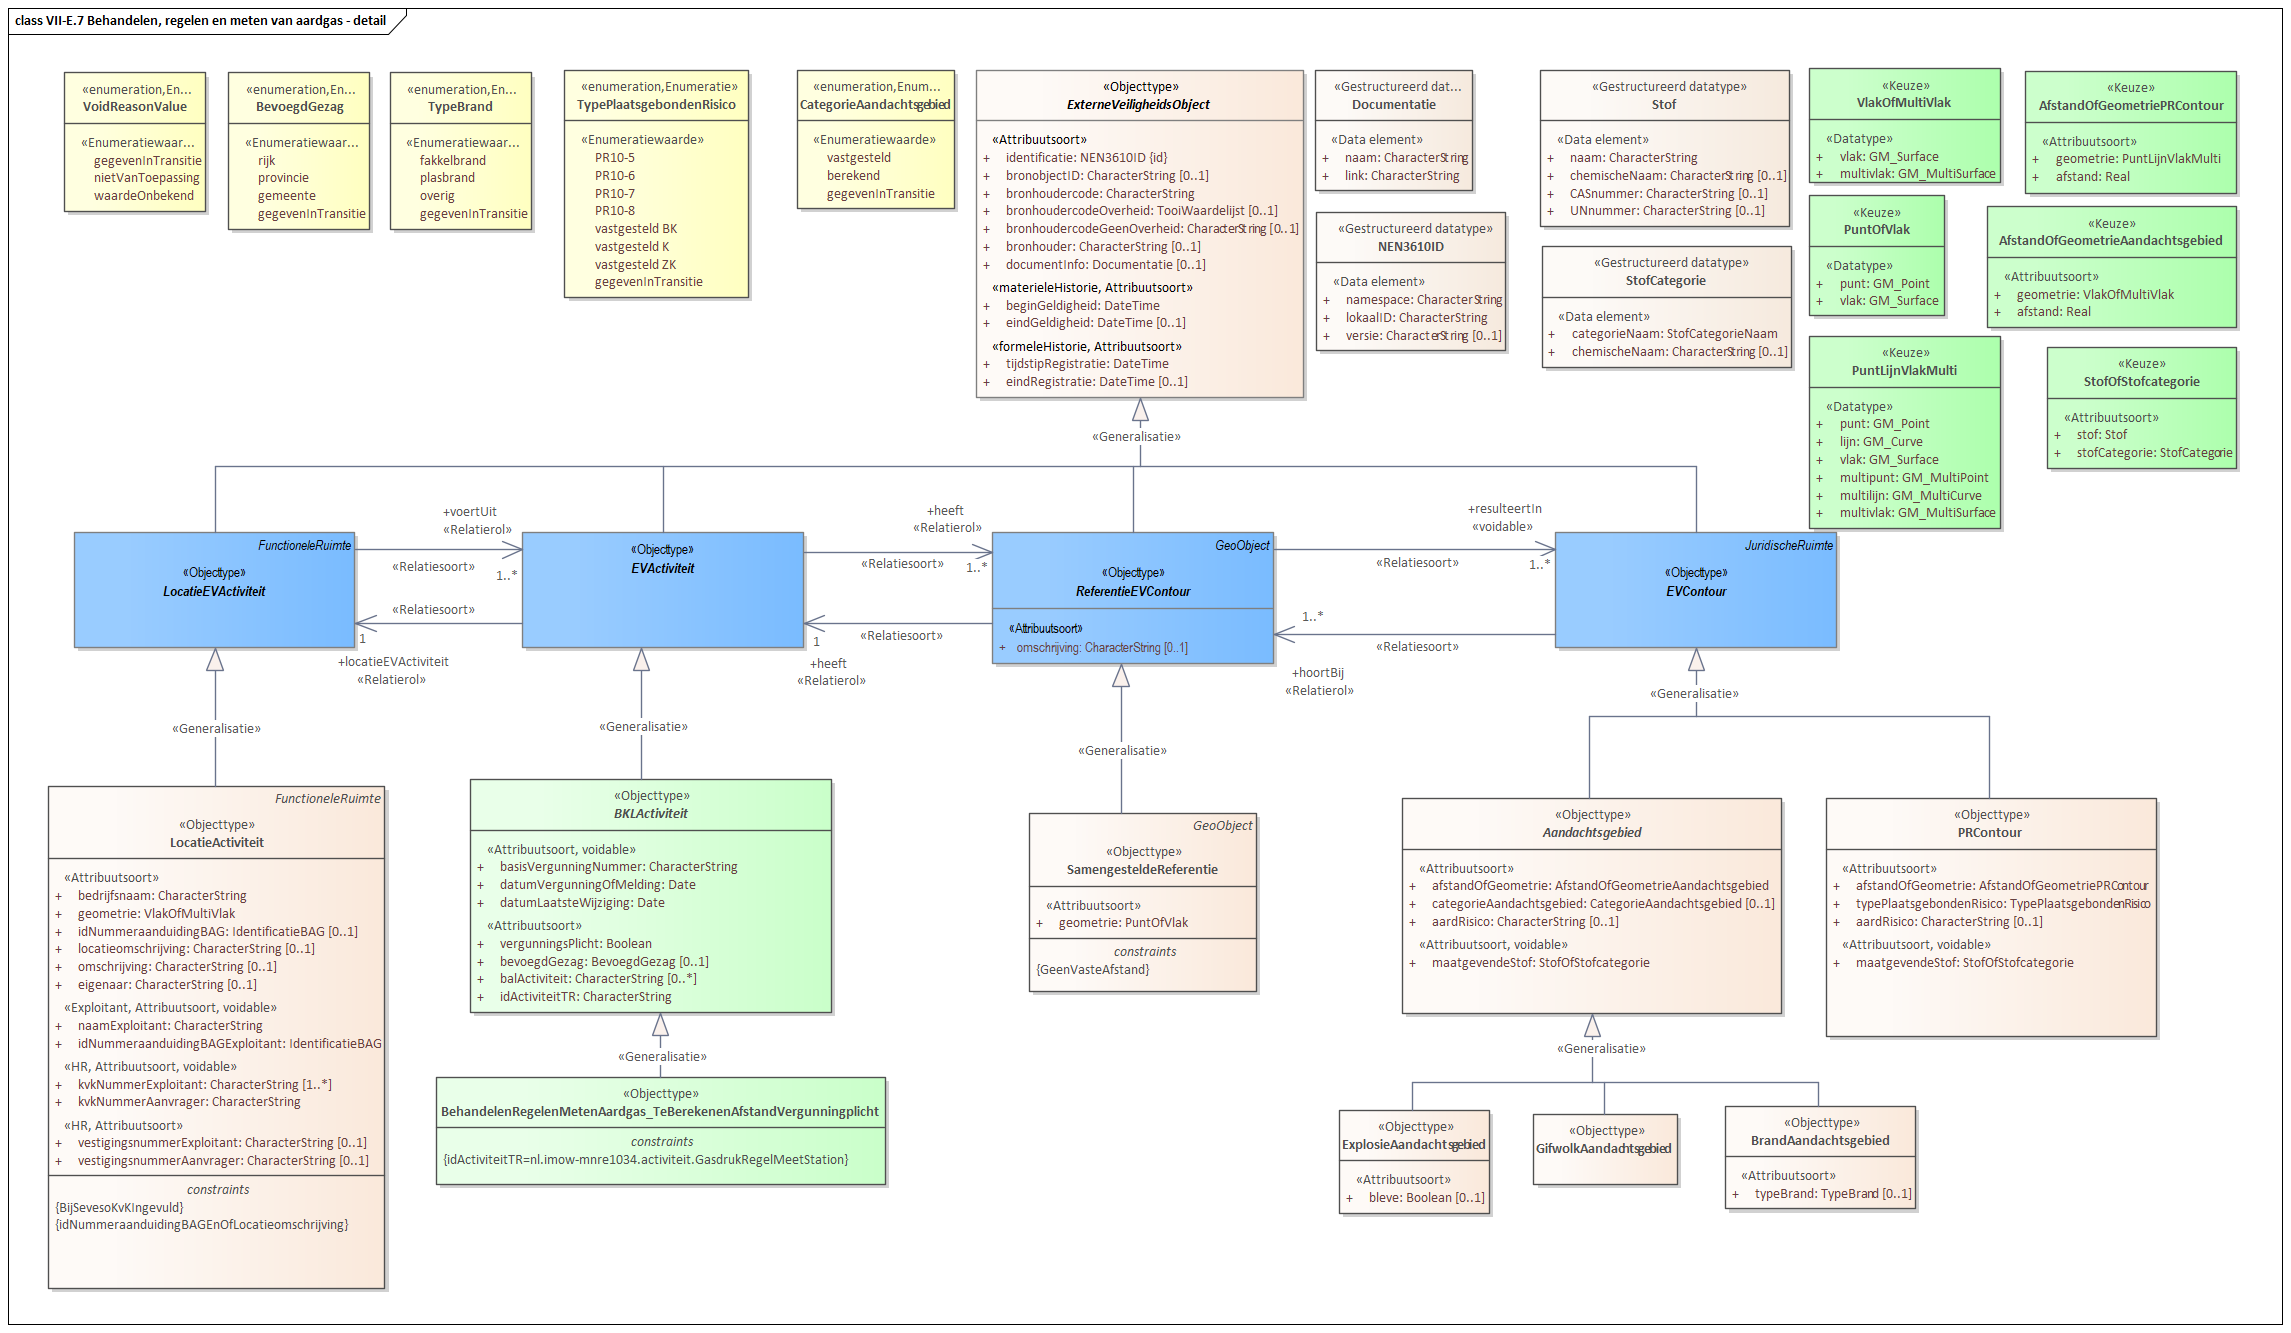 class VII-E.7 Behandelen, regelen en meten van aardgas - detail
«enumeration,En...
VoidReasonValue
«Enumeratiewaar...
gegevenInTransitie
nietVanToepassing
waardeOnbekend
«enumeration,En...
BevoegdGezag
«Enumeratiewaar...
rijk
provincie
gemeente
gegevenInTransitie
«enumeration,En...
TypeBrand
«Enumeratiewaar...
fakkelbrand
plasbrand
overig
gegevenInTransitie
«enumeration,Enumeratie»
TypePlaatsgebondenRisico
«Enumeratiewaarde»
PR10-5
PR10-6
PR10-7
PR10-8
vastgesteld BK
vastgesteld K
vastgesteld ZK
gegevenInTransitie
«enumeration,Enum...
CategorieAandachtsgebied
«Enumeratiewaarde»
vastgesteld
berekend
gegevenInTransitie
«Objecttype»
ExterneVeiligheidsObject
«Attribuutsoort»
+ identificatie: NEN3610ID {id}
+ bronobjectID: CharacterString [0..1]
+ bronhoudercode: CharacterString
+ bronhoudercodeOverheid: TooiWaardelijst [0..1]
+ bronhoudercodeGeenOverheid: CharacterString [0..1]
+ bronhouder: CharacterString [0..1]
+ documentInfo: Documentatie [0..1]
«materieleHistorie, Attribuutsoort»
+ beginGeldigheid: DateTime
+ eindGeldigheid: DateTime [0..1]
«formeleHistorie, Attribuutsoort»
+ tijdstipRegistratie: DateTime
+ eindRegistratie: DateTime [0..1]
«Gestructureerd dat...
Documentatie
«Data element»
+ naam: CharacterString
+ link: CharacterString
«Gestructureerd datatype»
NEN3610ID
«Data element»
+ namespace: CharacterString
+ lokaalID: CharacterString
+ versie: CharacterString [0..1]
«Gestructureerd datatype»
Stof
«Data element»
+ naam: CharacterString
+ chemischeNaam: CharacterString [0..1]
+ CASnummer: CharacterString [0..1]
+ UNnummer: CharacterString [0..1]
«Gestructureerd datatype»
StofCategorie
«Data element»
+ categorieNaam: StofCategorieNaam
+ chemischeNaam: CharacterString [0..1]
«Keuze»
VlakOfMultiVlak
«Datatype»
+ vlak: GM_Surface
+ multivlak: GM_MultiSurface
«Keuze»
PuntOfVlak
«Datatype»
+ punt: GM_Point
+ vlak: GM_Surface
«Keuze»
PuntLijnVlakMulti
«Datatype»
+ punt: GM_Point
+ lijn: GM_Curve
+ vlak: GM_Surface
+ multipunt: GM_MultiPoint
+ multilijn: GM_MultiCurve
+ multivlak: GM_MultiSurface
«Keuze»
AfstandOfGeometriePRContour
«Attribuutsoort»
+ geometrie: PuntLijnVlakMulti
+ afstand: Real
«Keuze»
AfstandOfGeometrieAandachtsgebied
«Attribuutsoort»
+ geometrie: VlakOfMultiVlak
+ afstand: Real
«Keuze»
StofOfStofcategorie
«Attribuutsoort»
+ stof: Stof
+ stofCategorie: StofCategorie
«Generalisatie»
FunctioneleRuimte
«Objecttype»
LocatieEVActiviteit
+voertUit
«Relatierol»
«Relatiesoort»
1..*
«Relatiesoort»
1
+locatieEVActiviteit
«Relatierol»
«Objecttype»
EVActiviteit
+heeft
«Relatierol»
«Relatiesoort»
1..*
«Relatiesoort»
1
+heeft
«Relatierol»
GeoObject
«Objecttype»
ReferentieEVContour
«Attribuutsoort»
+ omschrijving: CharacterString [0..1]
+resulteertIn
«voidable»
«Relatiesoort»
1..*
1..*
«Relatiesoort»
+hoortBij
«Relatierol»
JuridischeRuimte
«Objecttype»
EVContour
«Generalisatie»
«Generalisatie»
«Generalisatie»
«Generalisatie»
FunctioneleRuimte
«Objecttype»
LocatieActiviteit
«Attribuutsoort»
+ bedrijfsnaam: CharacterString
+ geometrie: VlakOfMultiVlak
+ idNummeraanduidingBAG: IdentificatieBAG [0..1]
+ locatieomschrijving: CharacterString [0..1]
+ omschrijving: CharacterString [0..1]
+ eigenaar: CharacterString [0..1]
«Exploitant, Attribuutsoort, voidable»
+ naamExploitant: CharacterString
+ idNummeraanduidingBAGExploitant: IdentificatieBAG
«HR, Attribuutsoort, voidable»
+ kvkNummerExploitant: CharacterString [1..*]
+ kvkNummerAanvrager: CharacterString
«HR, Attribuutsoort»
+ vestigingsnummerExploitant: CharacterString [0..1]
+ vestigingsnummerAanvrager: CharacterString [0..1]
constraints
{BijSevesoKvKIngevuld}
{idNummeraanduidingBAGEnOfLocatieomschrijving}
«Objecttype»
BKLActiviteit
«Attribuutsoort, voidable»
+ basisVergunningNummer: CharacterString
+ datumVergunningOfMelding: Date
+ datumLaatsteWijziging: Date
«Attribuutsoort»
+ vergunningsPlicht: Boolean
+ bevoegdGezag: BevoegdGezag [0..1]
+ balActiviteit: CharacterString [0..*]
+ idActiviteitTR: CharacterString
«Generalisatie»
«Objecttype»
BehandelenRegelenMetenAardgas_TeBerekenenAfstandVergunningplicht
constraints
{idActiviteitTR=nl.imow-mnre1034.activiteit.GasdrukRegelMeetStation}
GeoObject
«Objecttype»
SamengesteldeReferentie
«Attribuutsoort»
+ geometrie: PuntOfVlak
constraints
{GeenVasteAfstand}
«Objecttype»
Aandachtsgebied
«Attribuutsoort»
+ afstandOfGeometrie: AfstandOfGeometrieAandachtsgebied
+ categorieAandachtsgebied: CategorieAandachtsgebied [0..1]
+ aardRisico: CharacterString [0..1]
«Attribuutsoort, voidable»
+ maatgevendeStof: StofOfStofcategorie
«Objecttype»
PRContour
«Attribuutsoort»
+ afstandOfGeometrie: AfstandOfGeometriePRContour
+ typePlaatsgebondenRisico: TypePlaatsgebondenRisico
+ aardRisico: CharacterString [0..1]
«Attribuutsoort, voidable»
+ maatgevendeStof: StofOfStofcategorie
«Generalisatie»
«Objecttype»
ExplosieAandachtsgebied
«Attribuutsoort»
+ bleve: Boolean [0..1]
«Objecttype»
GifwolkAandachtsgebied
«Objecttype»
BrandAandachtsgebied
«Attribuutsoort»
+ typeBrand: TypeBrand [0..1]